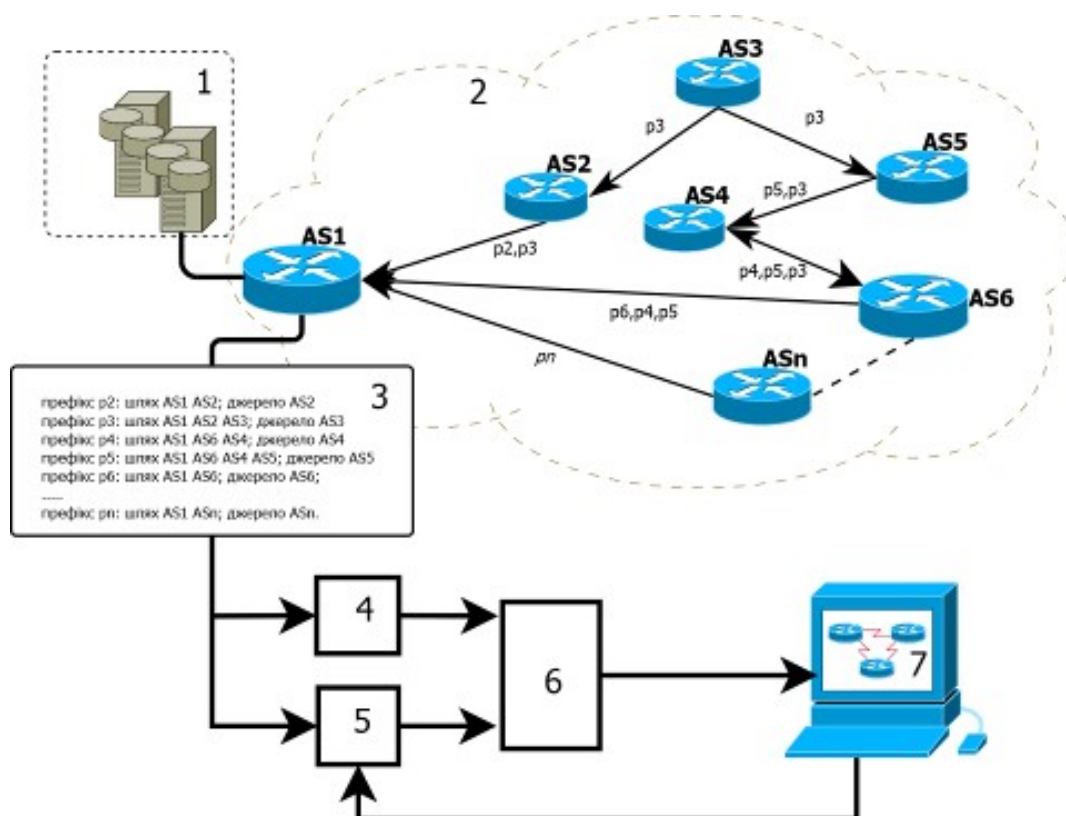 1
2
AS3
p3
p3
AS2
AS5
AS4
p5,p3
AS1
p2,p3
p4,p5,p3
AS6
p6,p4,p5
pn
ASn
3
префікс p2: шлях AS1 AS2; джерело AS2
префікс p3: шлях AS1 AS2 AS3; джерело AS3
префікс p4: шлях AS1 AS6 AS4; джерело AS4
префікс p5: шлях AS1 AS6 AS4 AS5; джерело AS5
префікс p6: шлях AS1 AS6; джерело AS6;
.....
префікс pn: шлях AS1 ASn; джерело ASn.
4
5
6
7